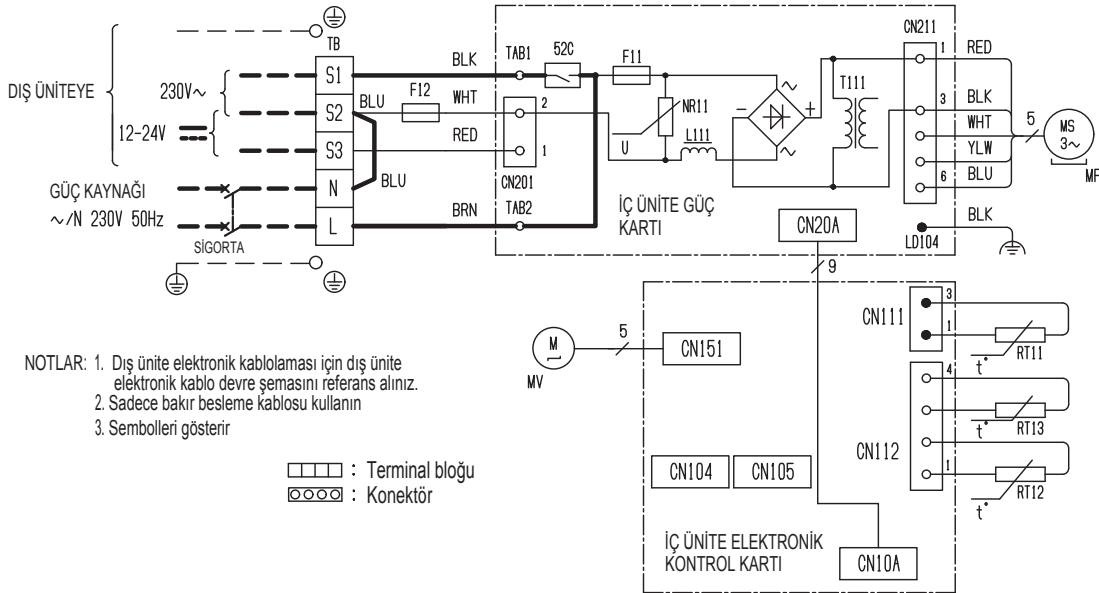 DIŞ ÜNİTEYE
230V~
12-24V
GÜÇ KAYNAĞI
~/N 230V 50Hz
SİGORTA
TB
S1
S2
S3
N
L
BLU
BLU
F12
BLK
WHT
RED
BRN
TAB1
52C
2
1
CN201
TAB2
F11
NR11
U
L111
~
-
+
~
T111
İÇ ÜNİTE GÜÇ
KARTI
CN20A
9
CN211
1
3
6
RED
BLK
WHT
YLW
BLU
5
MS
3~
MF
BLK
LD104
NOTLAR: 1. Dış ünite elektronik kablolaması için dış ünite
elektronik kablo devre şemasını referans alınız.
2. Sadece bakır besleme kablosu kullanın
3. Sembolleri gösterir
: Terminal bloğu
: Konektör
M
MV
5
CN151
CN104
CN105
İÇ ÜNİTE ELEKTRONİK
KONTROL KARTI
CN10A
CN111
3
1
t°
RT11
CN112
4
1
t°
RT13
t°
RT12